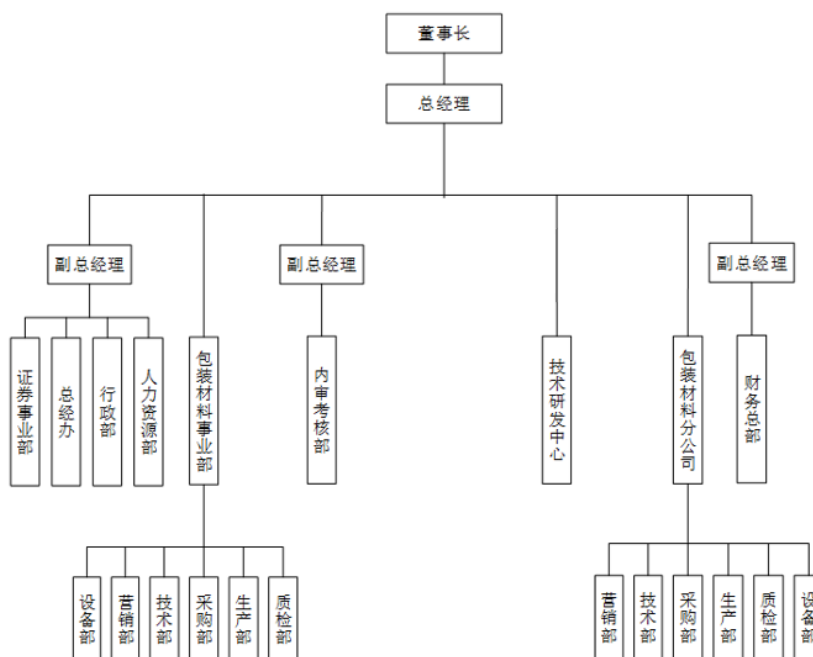 董事长
总经理
副总经理
副总经理
副总经理
证券事业部
总经办
行政部
人力资源部
包装材料事业部
内审考核部
技术研发中心
包装材料分公司
财务总部
设备部
营销部
技术部
采购部
生产部
质检部
营销部
技术部
采购部
生产部
质检部
设备部